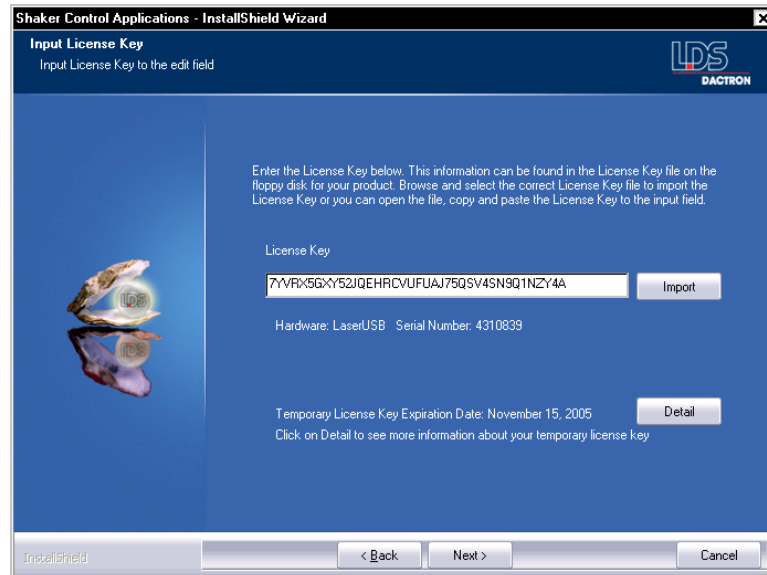 Shaker Control Applications - InstallShield Wizard
Input License Key
Input License Key to the edit field
LDS
DACTRON
Enter the License Key below. This information can be found in the License Key file on the
floppy disk for your product. Browse and select the correct License Key file to import the
License Key or you can open the file, copy and paste the License Key to the input field.
License Key
7YVRX5GXY52JQEHRCVUFUAJ75QSV4SN9Q1NZY4A
Import
Hardware: LaserUSB Serial Number: 4310839
LDS
LDS
Temporary License Key Expiration Date: November 15, 2005
Detail
Click on Detail to see more information about your temporary license key
InstallShield
< Back
Next >
Cancel